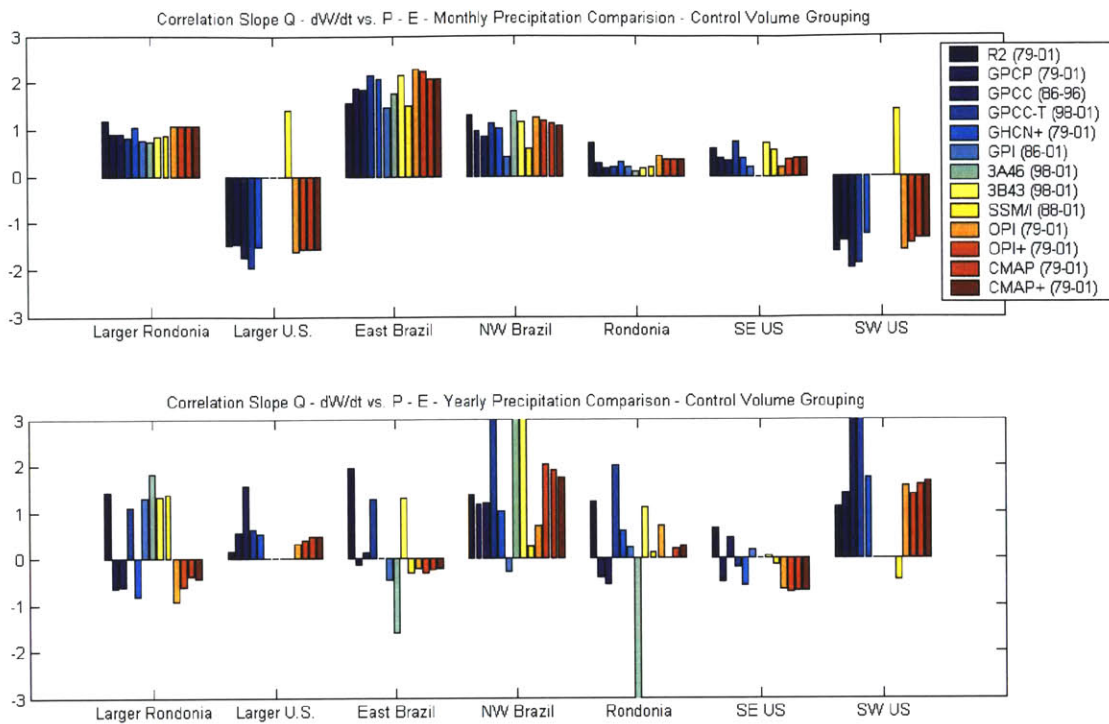 Correlation Slope Q - dW/dt vs. P - E - Monthly Precipitation Comparision - Control Volume Grouping
3
2
1
0
-1
-2
-3
Larger Rondonia Larger U.S. East Brazil NW Brazil Rondonia SE US SW US
R2 (79-01)
GPCP (79-01)
GPCC (86-96)
GPCC-T (98-01)
GHCN+ (79-01)
GPI (86-01)
3A46 (98-01)
3B43 (98-01)
SSM/I (88-01)
OPI (79-01)
OPI+ (79-01)
CMAP (79-01)
CMAP+ (79-01)
Correlation Slope Q - dW/dt vs. P - E - Yearly Precipitation Comparison - Control Volume Grouping
3
2
1
0
-1
-2
-3
Larger Rondonia Larger U.S. East Brazil NW Brazil Rondonia SE US SW US